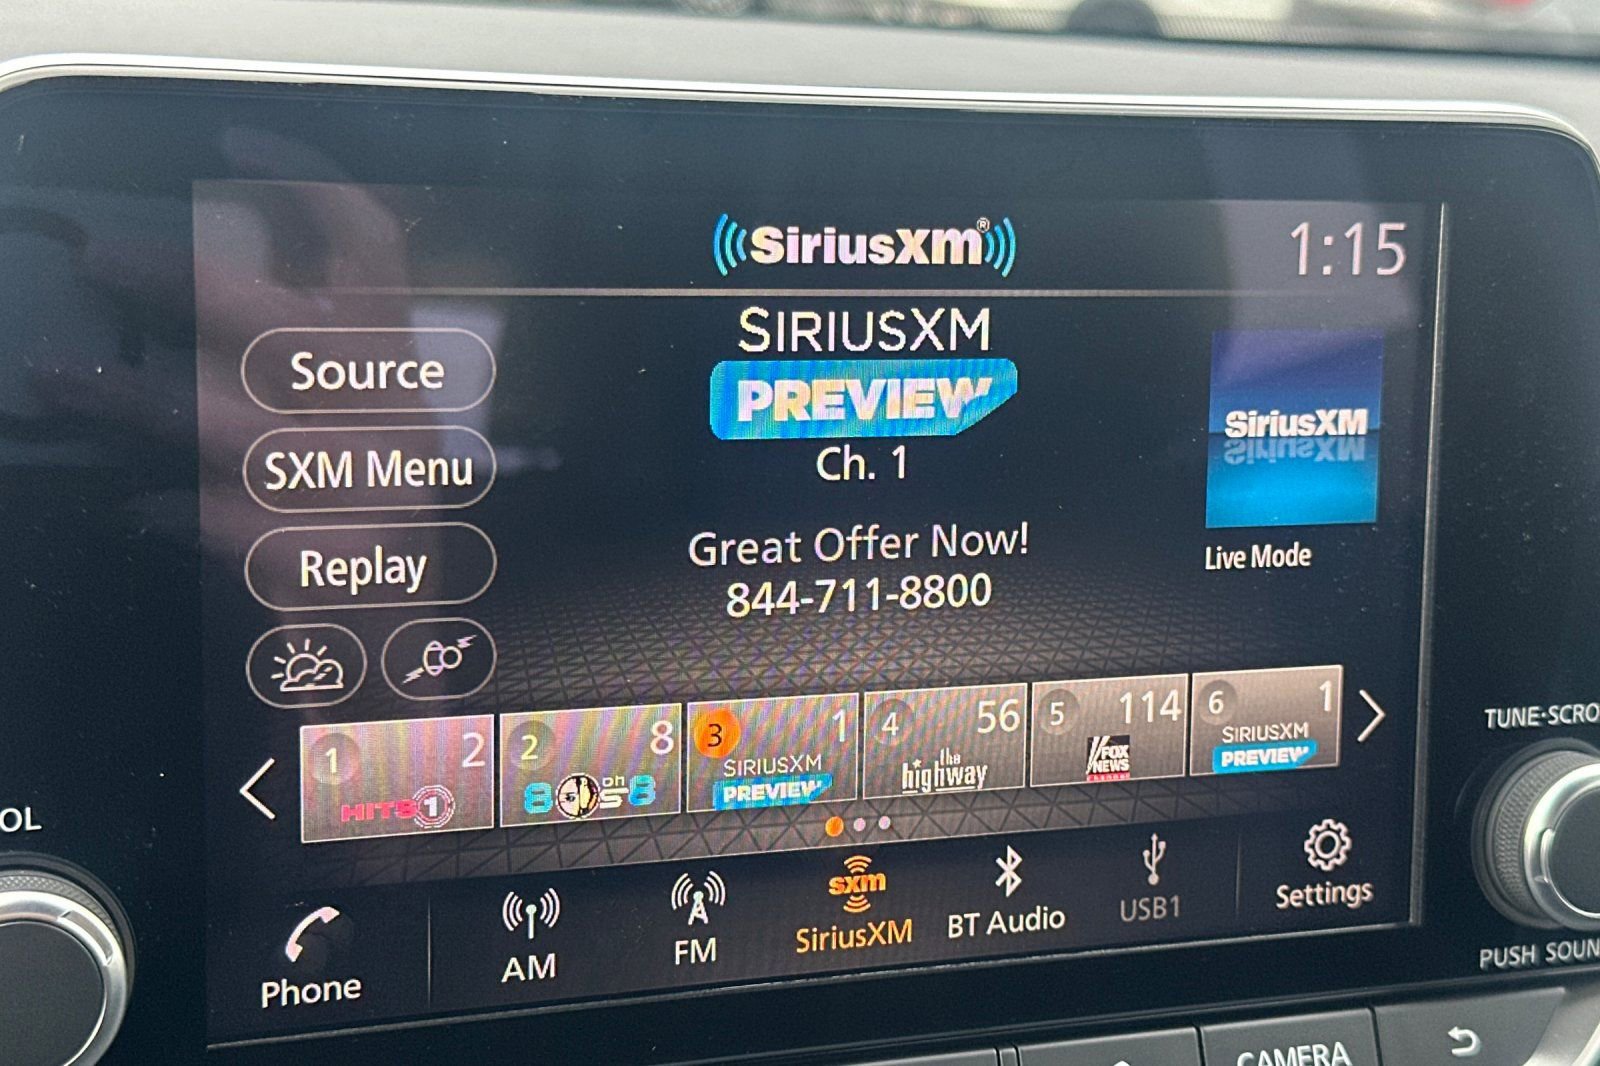 SiriusXM®
1:15
SIRIUSXM
PREVIEW
Ch. 1
Great Offer Now!
844-711-8800
SiriusXM
Live Mode
Source
SXM Menu
Replay
1 2
HITS 1
2 8
80s on 8
3 1
SIRIUSXM
PREVIEW
4 56
the
highway
5 114
FOX
NEWS
channel
6 1
SIRIUSXM
PREVIEW
Phone
AM
FM
sxm
SiriusXM
BT Audio
USB1
Settings
OL
TUNE·SCRO
PUSH SOUN
CAMERA